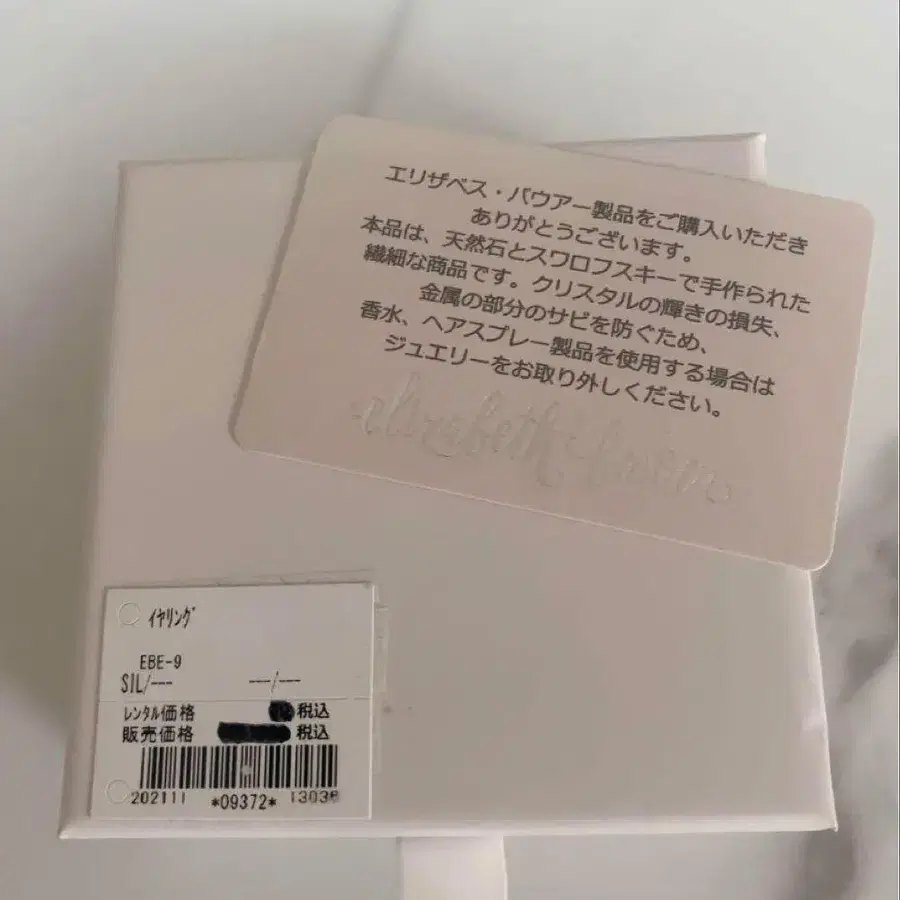 エリザベス・バウアー製品をご購入いただき
ありがとうございます。
本品は、天然石とスワロフスキーで手作られた
繊細な商品です。クリスタルの輝きの損失、
金属の部分のサビを防ぐため、
香水、ヘアスプレー製品を使用する場合は
ジュエリーをお取り外しください。
elizabeth bower
ｲﾔﾘﾝｸﾞ
EBE-9
SIL/--- ---/---
ﾚﾝﾀﾙ価格 税込
販売価格 税込
202111 *09372* 13036